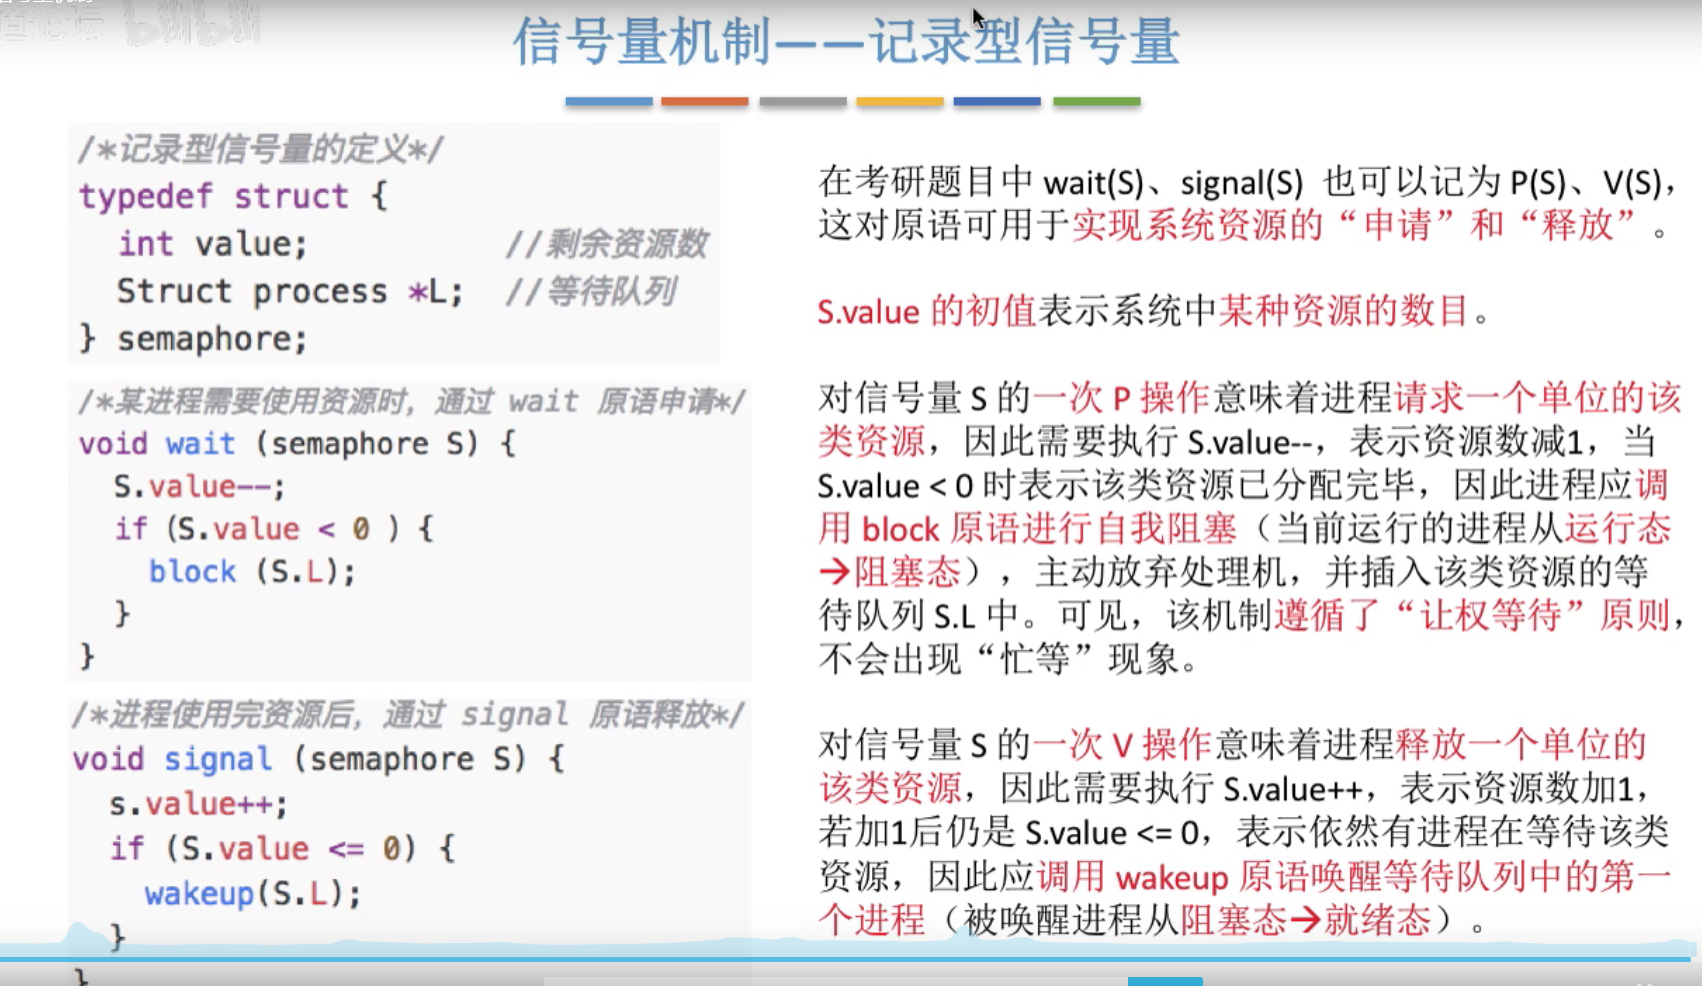 bilibili
信号量机制——记录型信号量
/*记录型信号量的定义*/
typedef struct {
int value; //剩余资源数
Struct process *L; //等待队列
} semaphore;
/*某进程需要使用资源时，通过 wait 原语申请*/
void wait (semaphore S) {
S.value--;
if (S.value < 0 ) {
block (S.L);
}
}
/*进程使用完资源后，通过 signal 原语释放*/
void signal (semaphore S) {
s.value++;
if (S.value <= 0) {
wakeup(S.L);
}
}
在考研题目中 wait(S)、signal(S) 也可以记为 P(S)、V(S)，
这对原语可用于实现系统资源的“申请”和“释放”。
S.value 的初值表示系统中某种资源的数目。
对信号量 S 的一次 P 操作意味着进程请求一个单位的该
类资源，因此需要执行 S.value--，表示资源数减1，当
S.value < 0 时表示该类资源已分配完毕，因此进程应调
用 block 原语进行自我阻塞（当前运行的进程从运行态
→阻塞态），主动放弃处理机，并插入该类资源的等
待队列 S.L 中。可见，该机制遵循了“让权等待”原则，
不会出现“忙等”现象。
对信号量 S 的一次 V 操作意味着进程释放一个单位的
该类资源，因此需要执行 S.value++，表示资源数加1，
若加1后仍是 S.value <= 0，表示依然有进程在等待该类
资源，因此应调用 wakeup 原语唤醒等待队列中的第一
个进程（被唤醒进程从阻塞态→就绪态）。